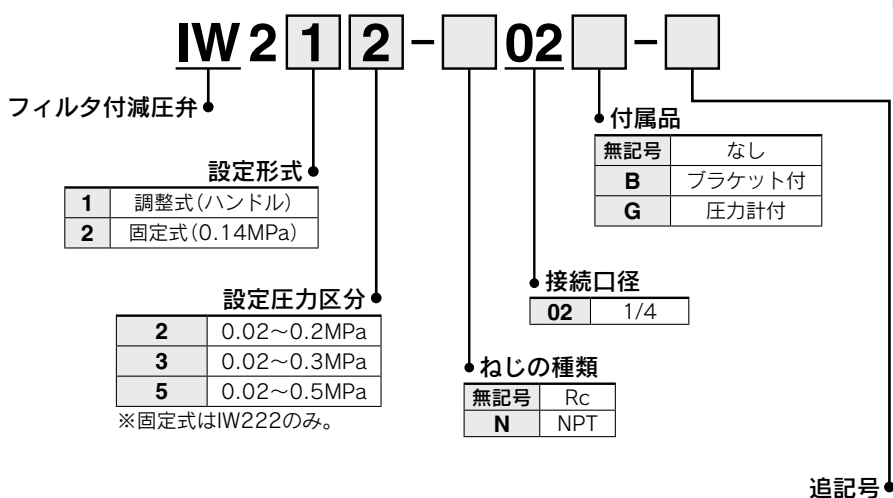 IW212-□02□-□
フィルタ付減圧弁
付属品
無記号 なし
B ブラケット付
G 圧力計付
設定形式
1 調整式(ハンドル)
2 固定式(0.14MPa)
接続口径
02 1/4
設定圧力区分
2 0.02～0.2MPa
3 0.02～0.3MPa
5 0.02～0.5MPa
※固定式はIW222のみ。
ねじの種類
無記号 Rc
N NPT
追記号